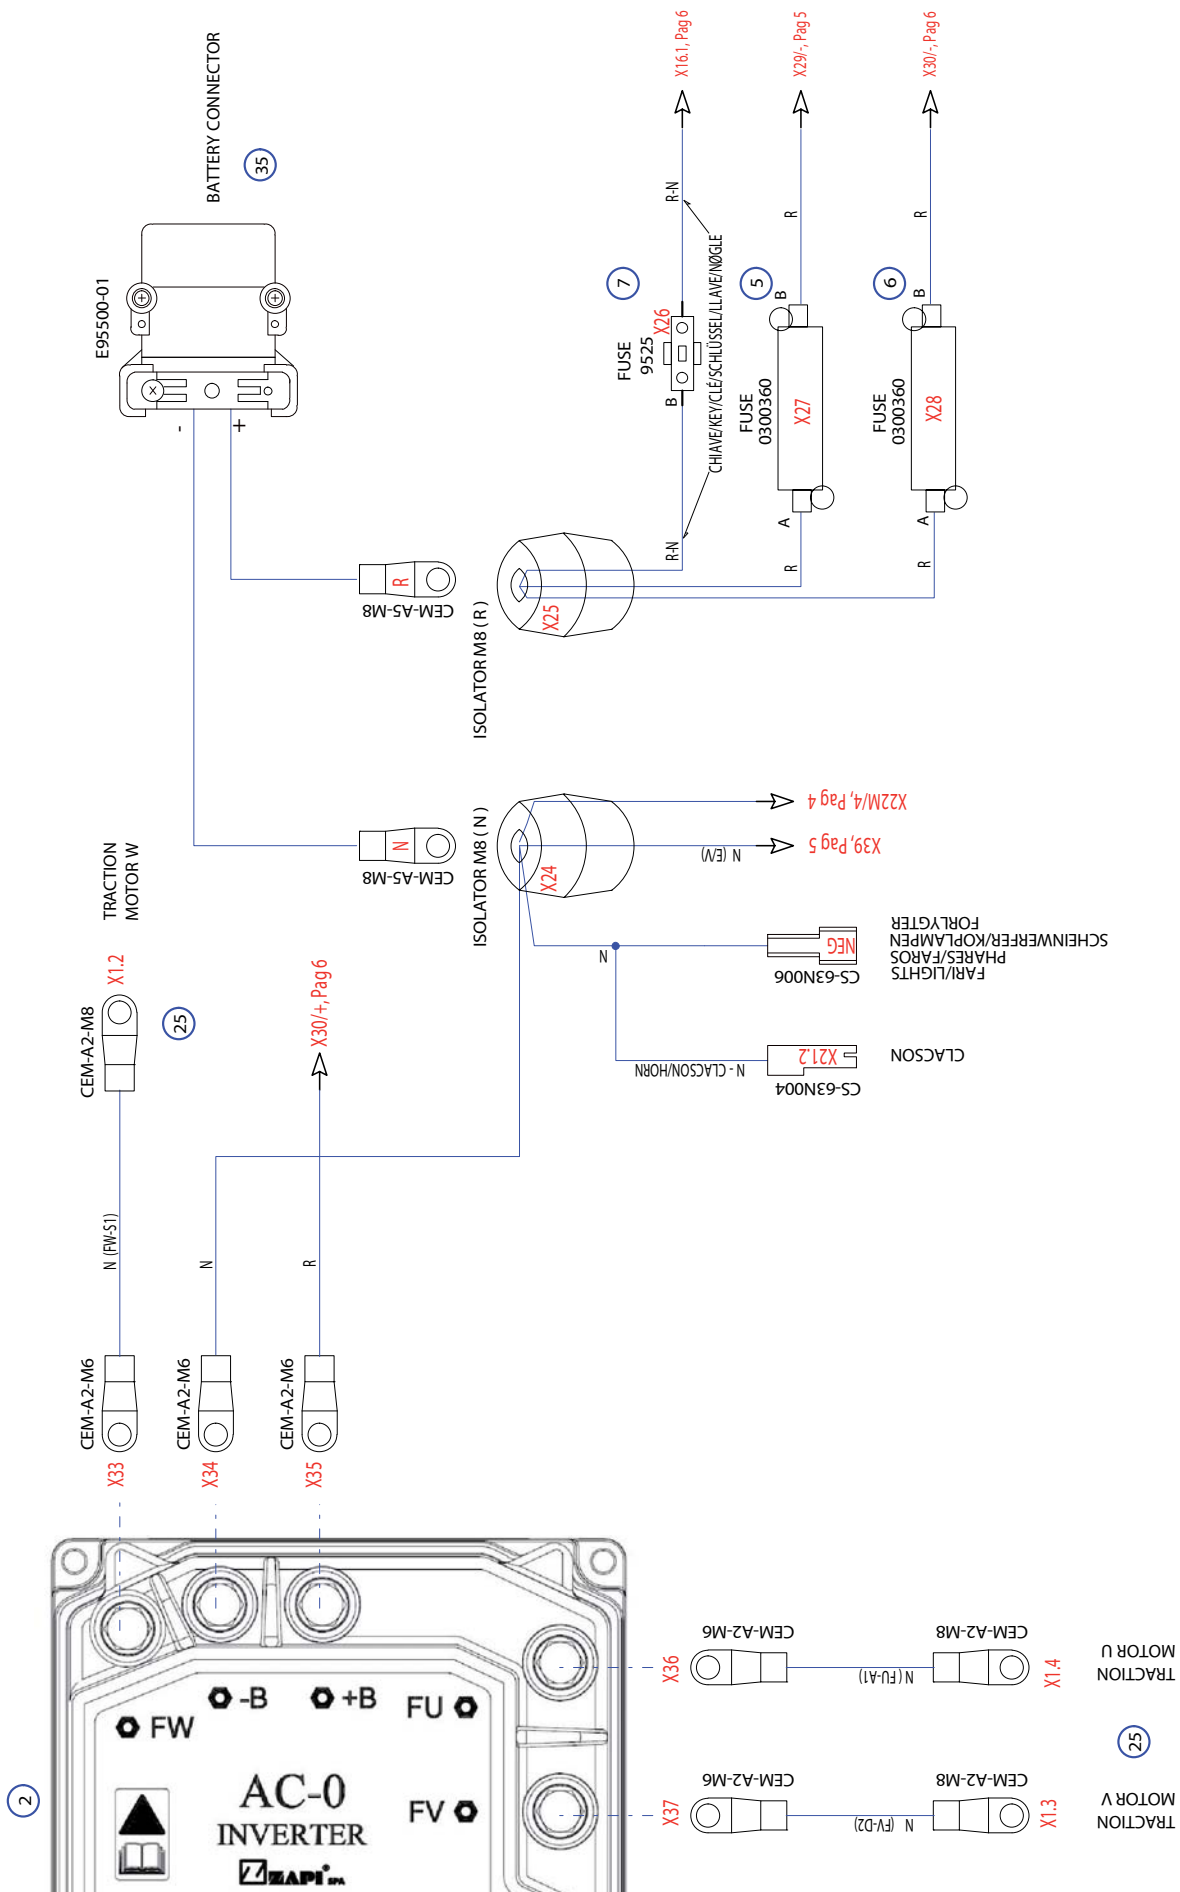 BATTERY CONNECTOR
35
E95500-01
-
+
X16.1, Pag 6
X29/-, Pag 5
X30/-, Pag 6
R-N
R
R
7
5
6
FUSE
9525
X26
B
CHIAVE/KEY/CLÉ/SCHLÜSSEL/LLAVE/NØGLE
FUSE
0300360
X27
B
A
FUSE
0300360
X28
B
A
R-N
R
R
R
CEM-A5-M8
ISOLATOR M8 ( R )
X25
N
CEM-A5-M8
ISOLATOR M8 ( N )
X24
X22M/4, Pag 4
X39, Pag 5
N (E/V)
N
NEG
CS-63N006
FARI/LIGHTS
PHARES/FAROS
SCHEINWERFER/KOPLAMPEN
FORLYGTER
N - CLACSON/HORN
X21.2
CS-63N004
CLACSON
TRACTION
MOTOR W
X1.2
CEM-A2-M8
25
X30/+, Pag 6
N (FW-S1)
N
R
CEM-A2-M6
CEM-A2-M6
CEM-A2-M6
X33
X34
X35
2
FW
-B
+B
FU
FV
AC-0
INVERTER
ZAPI SPA
X36
CEM-A2-M6
N (FU-A1)
CEM-A2-M8
X1.4
TRACTION
MOTOR U
25
X37
CEM-A2-M6
N (FV-D2)
CEM-A2-M8
X1.3
TRACTION
MOTOR V